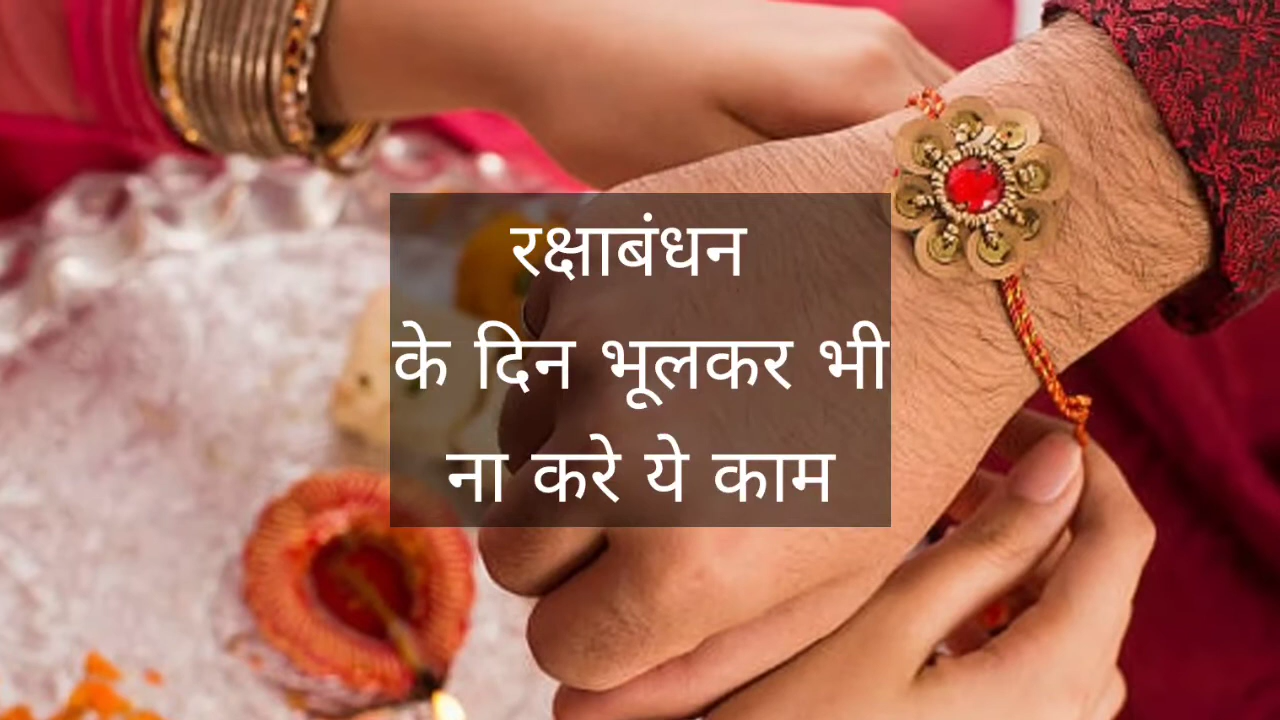 रक्षाबंधन
के दिन भूलकर भी
ना करे ये काम